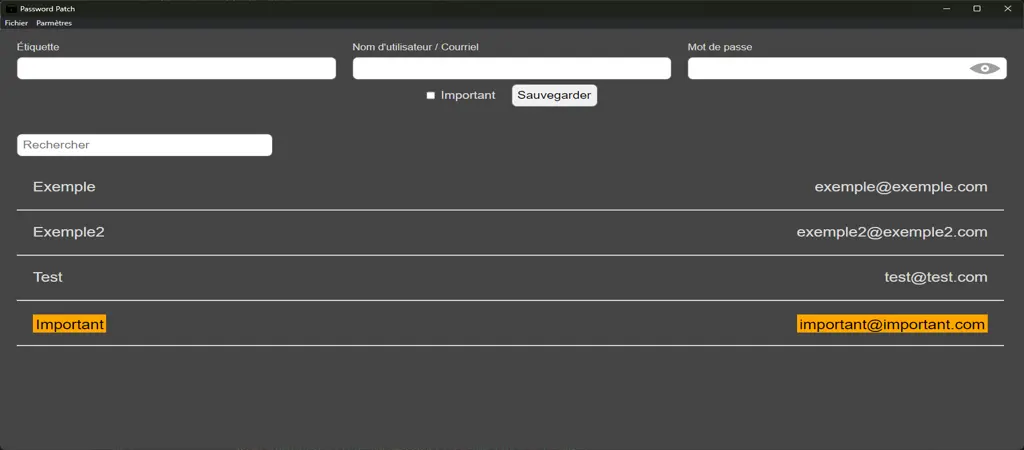 Password Patch
Fichier Paramètres
Étiquette Nom d'utilisateur / Courriel Mot de passe
Important Sauvegarder
Rechercher
Exemple exemple@exemple.com
Exemple2 exemple2@exemple2.com
Test test@test.com
Important important@important.com